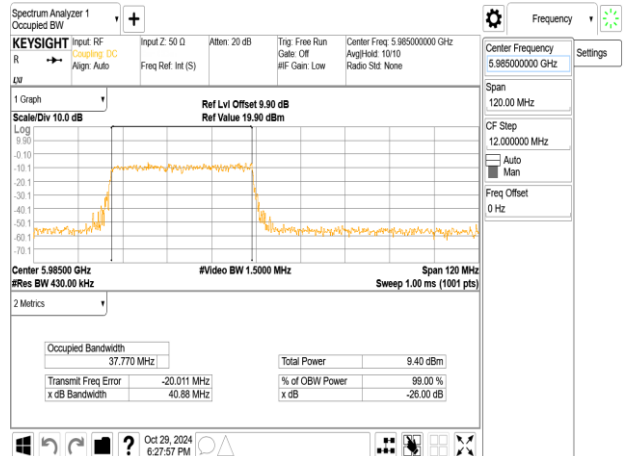 Spectrum Analyzer 1
Occupied BW
Frequency
KEYSIGHT
Input: RF
Input Z: 50 Ω
Atten: 20 dB
Trig: Free Run
Center Freq: 5.985000000 GHz
R
Coupling: DC
Gate: Off
Avg|Hold: 10/10
Align: Auto
Freq Ref: Int (S)
#IF Gain: Low
Radio Std: None
LXI
Center Frequency
5.985000000 GHz
Settings
Span
120.00 MHz
CF Step
12.000000 MHz
Auto
Man
Freq Offset
0 Hz
1 Graph
Ref Lvl Offset 9.90 dB
Scale/Div 10.0 dB
Ref Value 19.90 dBm
Log
9.90
-0.10
-10.1
-20.1
-30.1
-40.1
-50.1
-60.1
-70.1
Center 5.98500 GHz
#Video BW 1.5000 MHz
Span 120 MHz
#Res BW 430.00 kHz
Sweep 1.00 ms (1001 pts)
2 Metrics
Occupied Bandwidth
37.770 MHz
Total Power
9.40 dBm
Transmit Freq Error
-20.011 MHz
% of OBW Power
99.00 %
x dB Bandwidth
40.88 MHz
x dB
-26.00 dB
?
Oct 29, 2024
6:27:57 PM